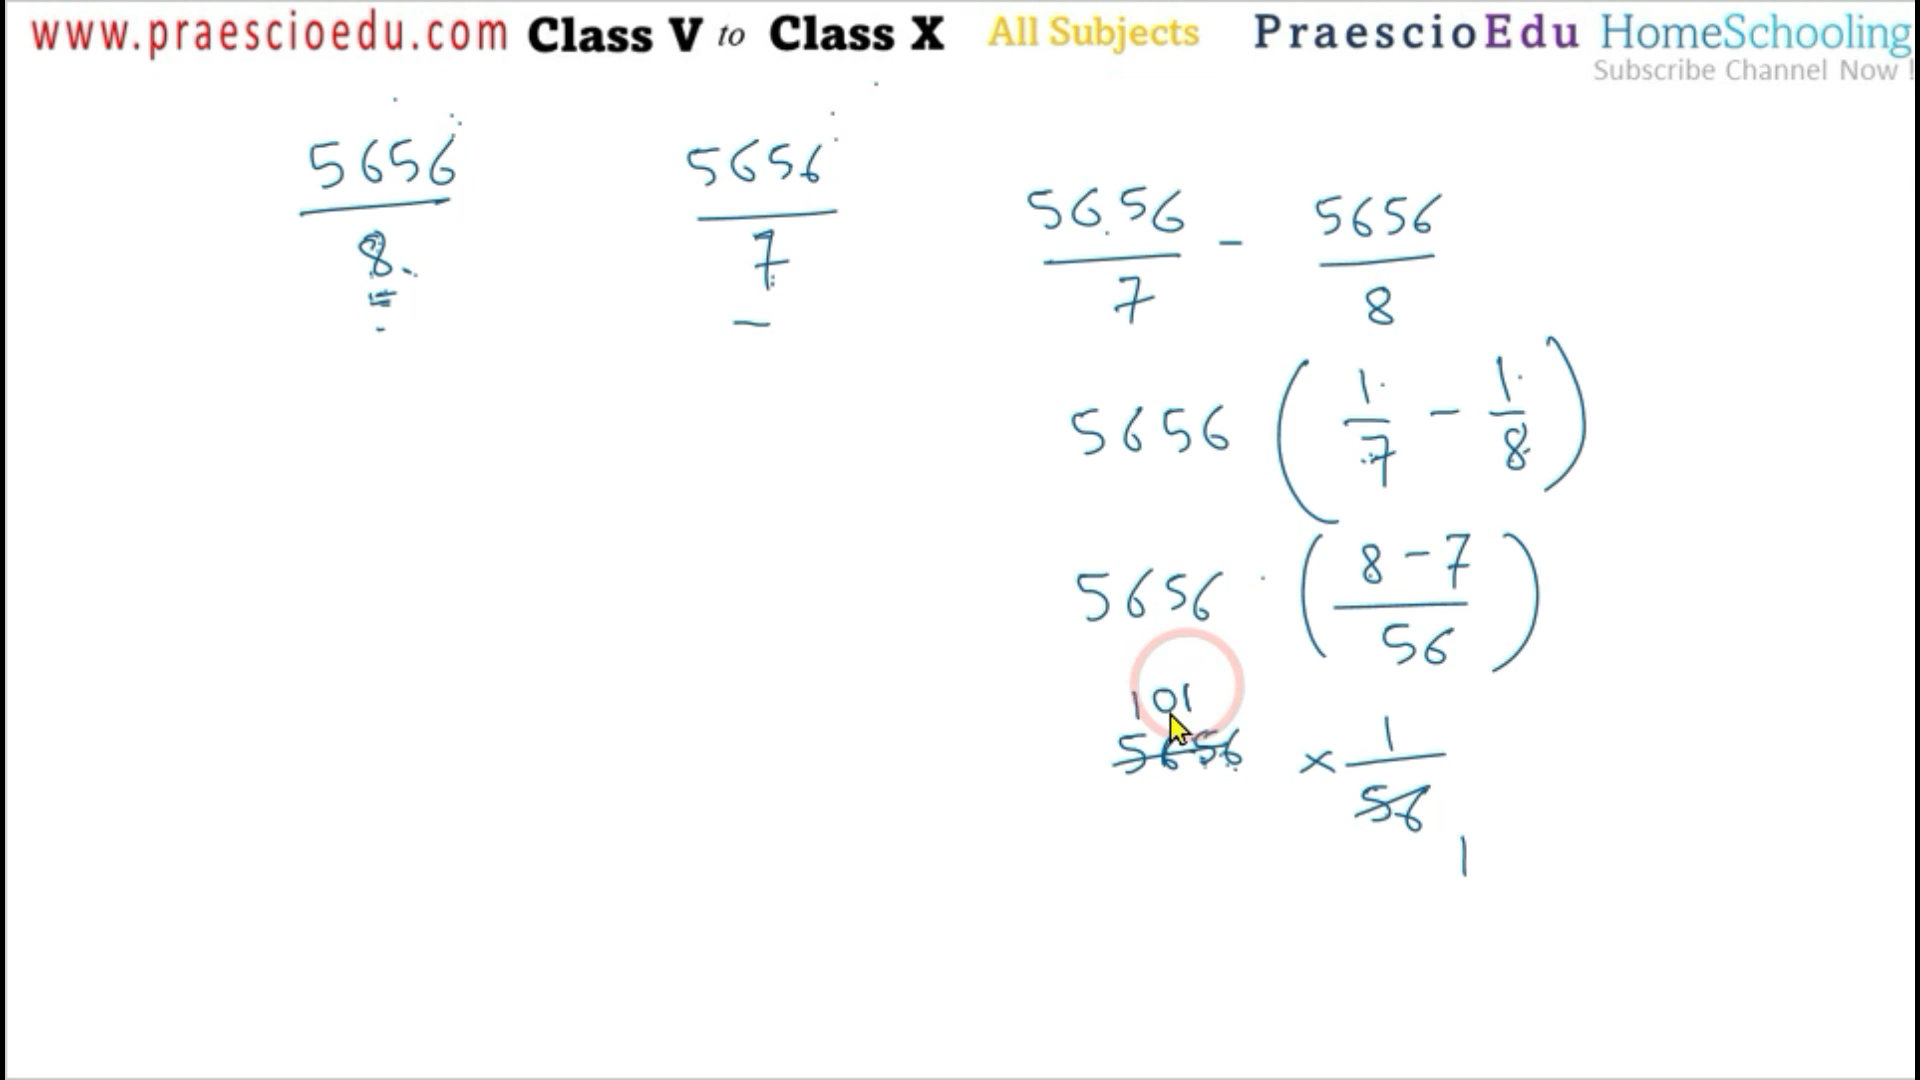 www.praescioedu.com Class V to Class X All Subjects PraescioEdu HomeSchooling
Subscribe Channel Now !
5656
8
5656
7
5656 - 5656
7 8
5656 ( 1/7 - 1/8 )
5656 ( 8-7 / 56 )
101
5656 × 1/56
1